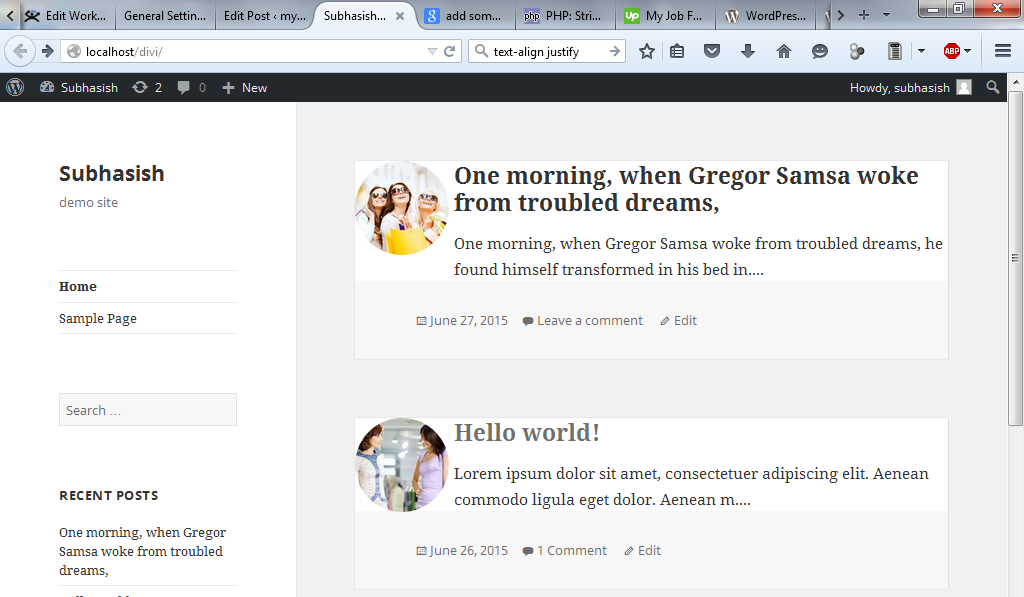 Edit Work...
General Settin...
Edit Post ‹ my...
Subhasish...
add som...
php PHP: Stri...
Up My Job F...
WordPress...
localhost/divi/
text-align justify
ABP
Subhasish
2
0
New
Howdy, subhasish
Subhasish
demo site
Home
Sample Page
Search ...
RECENT POSTS
One morning, when Gregor
Samsa woke from troubled
dreams,
One morning, when Gregor Samsa woke
from troubled dreams,
One morning, when Gregor Samsa woke from troubled dreams, he
found himself transformed in his bed in....
June 27, 2015 Leave a comment Edit
Hello world!
Lorem ipsum dolor sit amet, consectetuer adipiscing elit. Aenean
commodo ligula eget dolor. Aenean m....
June 26, 2015 1 Comment Edit